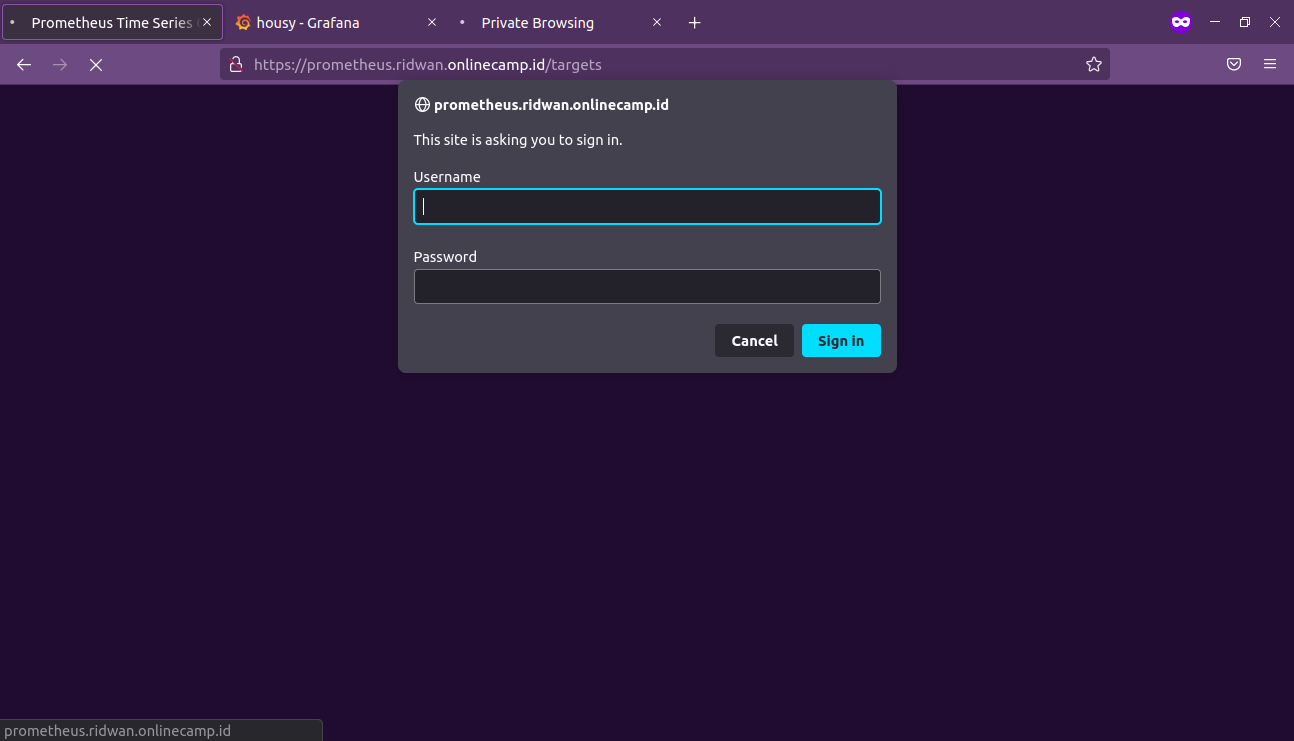 Prometheus Time Series
housy - Grafana
Private Browsing
https://prometheus.ridwan.onlinecamp.id/targets
prometheus.ridwan.onlinecamp.id
This site is asking you to sign in.
Username
Password
Cancel
Sign in
prometheus.ridwan.onlinecamp.id